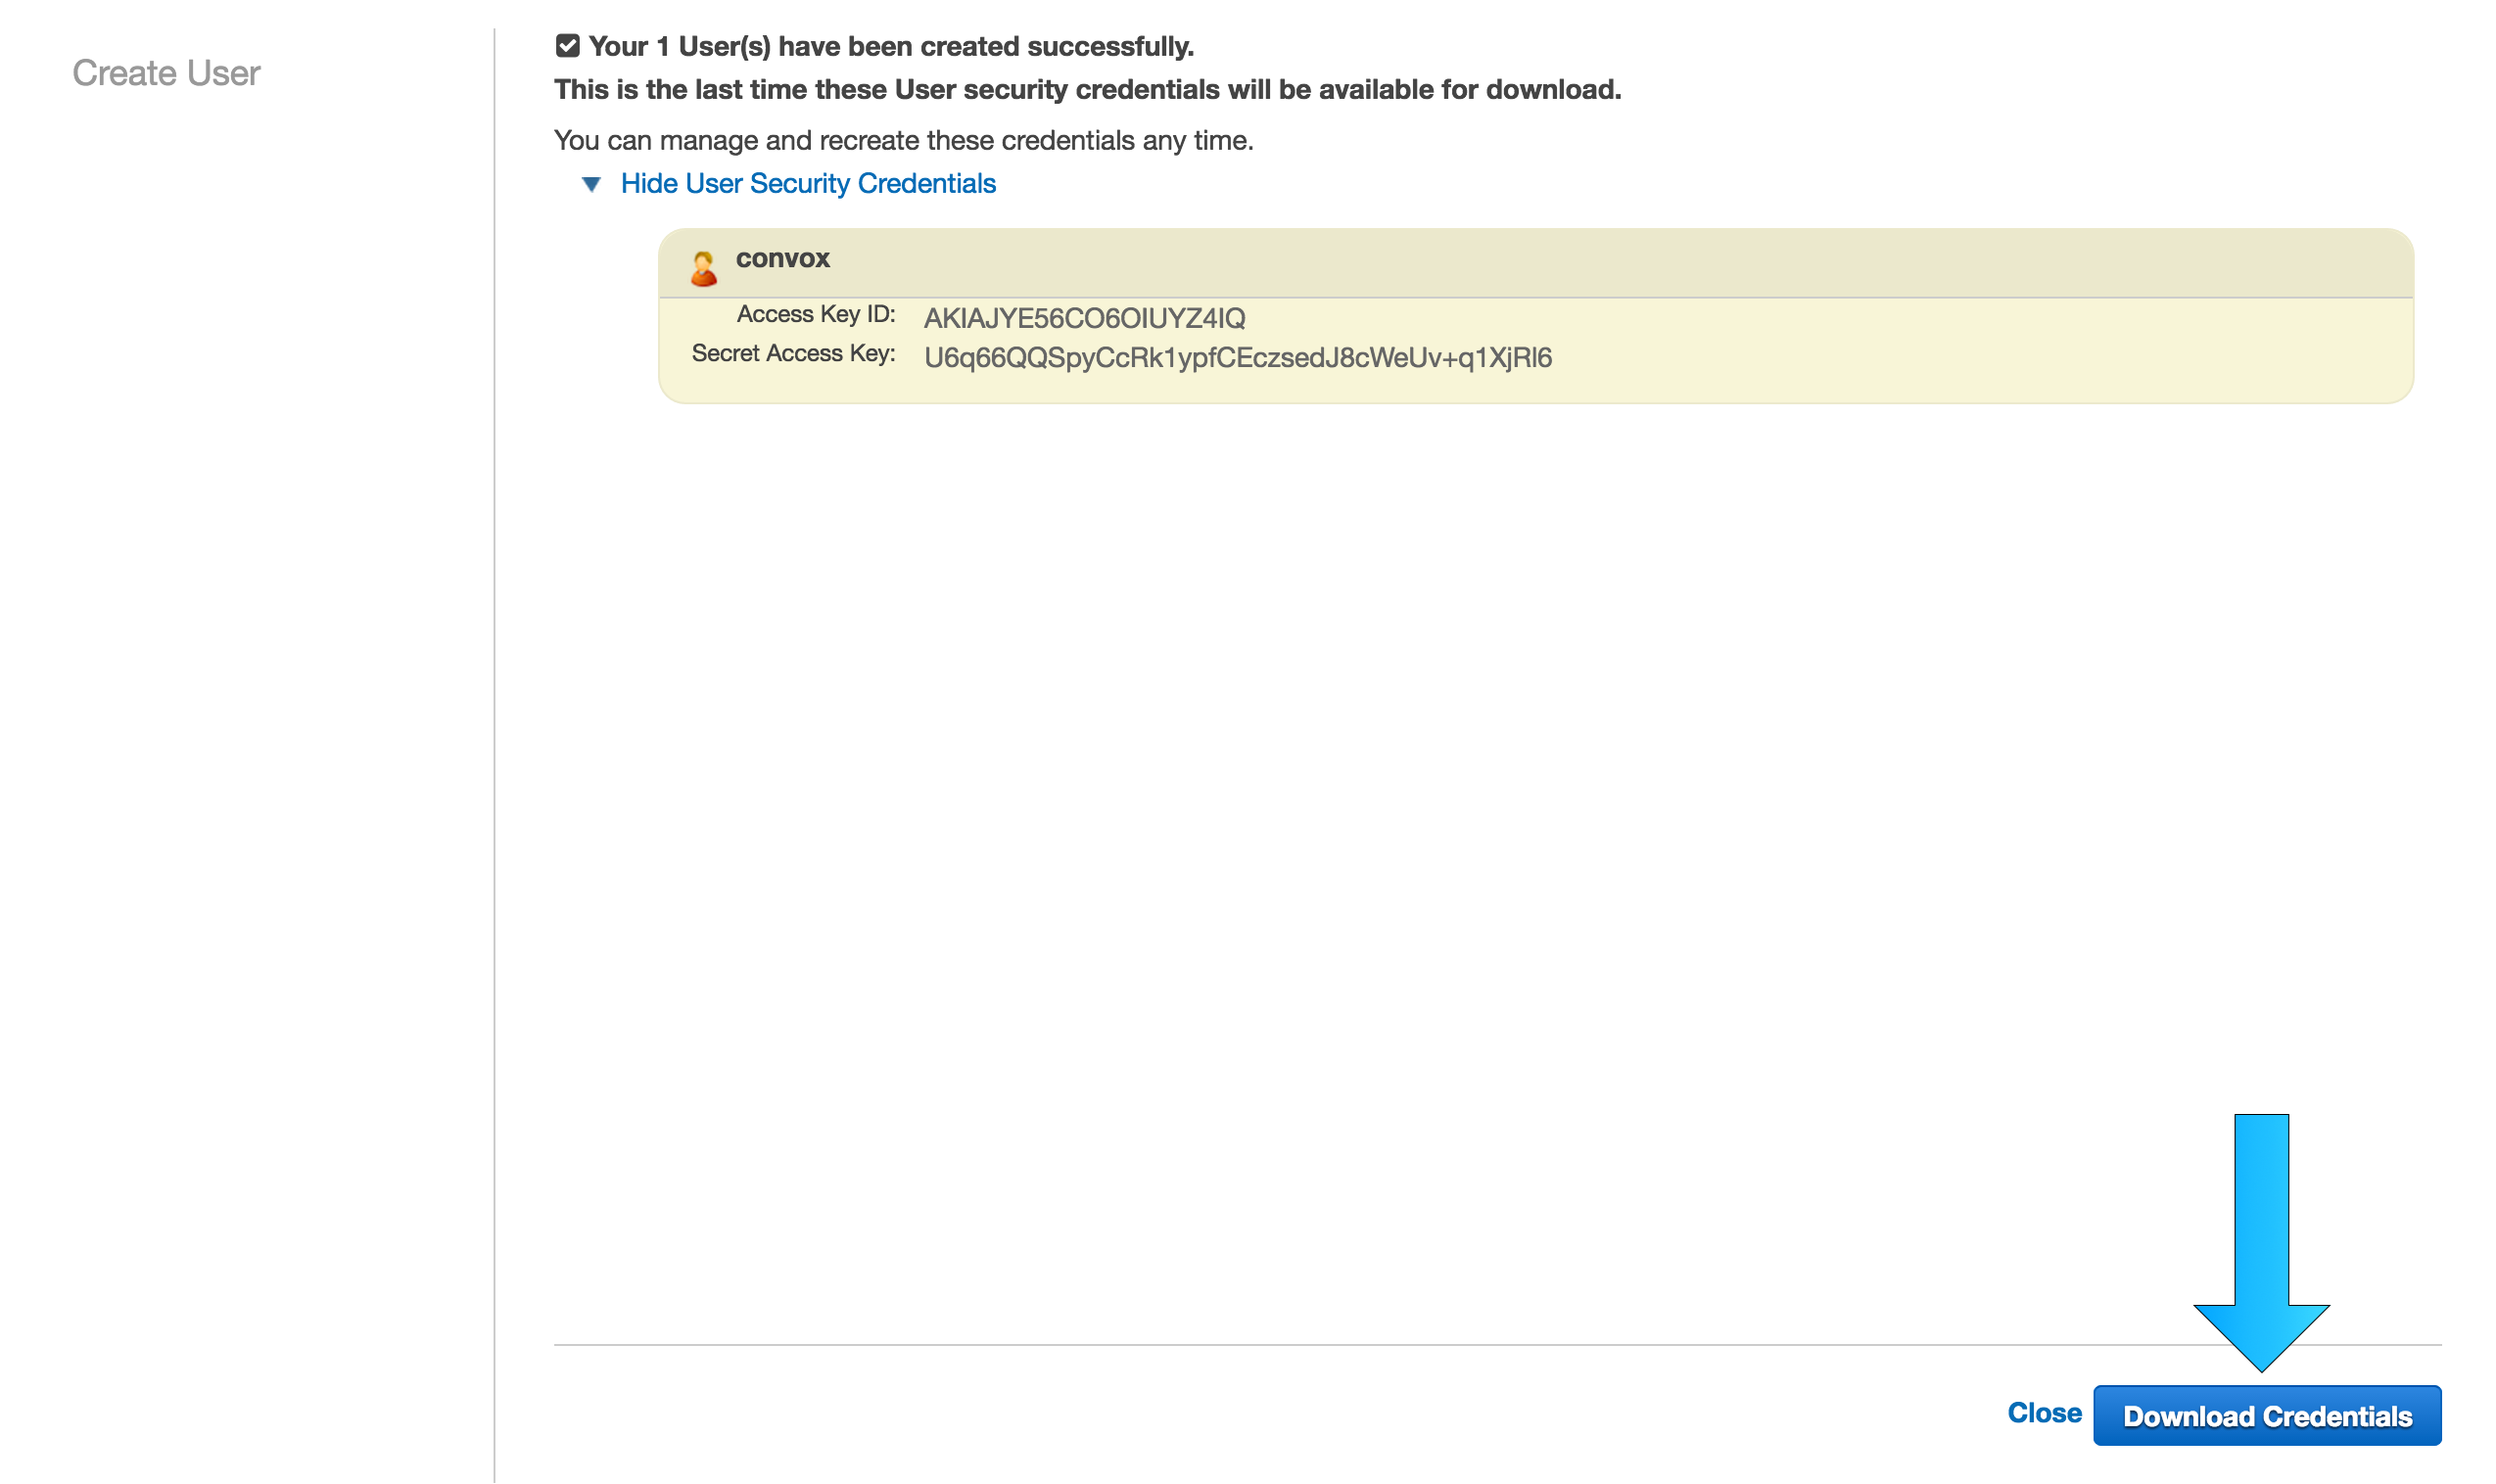 Create User
Your 1 User(s) have been created successfully.
This is the last time these User security credentials will be available for download.
You can manage and recreate these credentials any time.
Hide User Security Credentials
convox
Access Key ID: AKIAJYE56CO6OIUYZ4IQ
Secret Access Key: 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
Close Download Credentials